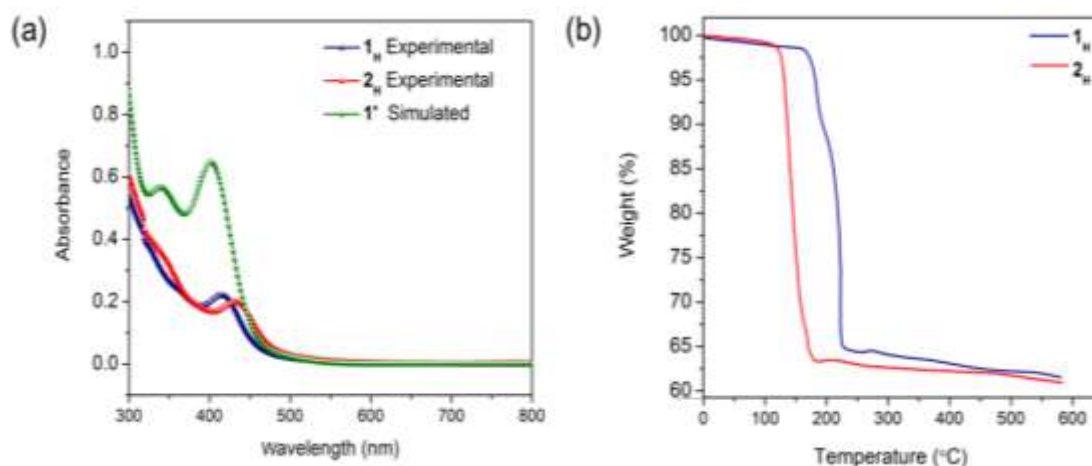 (a)
1H Experimental
2H Experimental
1* Simulated
1.0
0.8
0.6
0.4
0.2
0.0
Absorbance
300 400 500 600 700 800
Wavelength (nm)
(b)
1H
2H
100
95
90
85
80
75
70
65
60
Weight (%)
0 100 200 300 400 500 600
Temperature (°C)